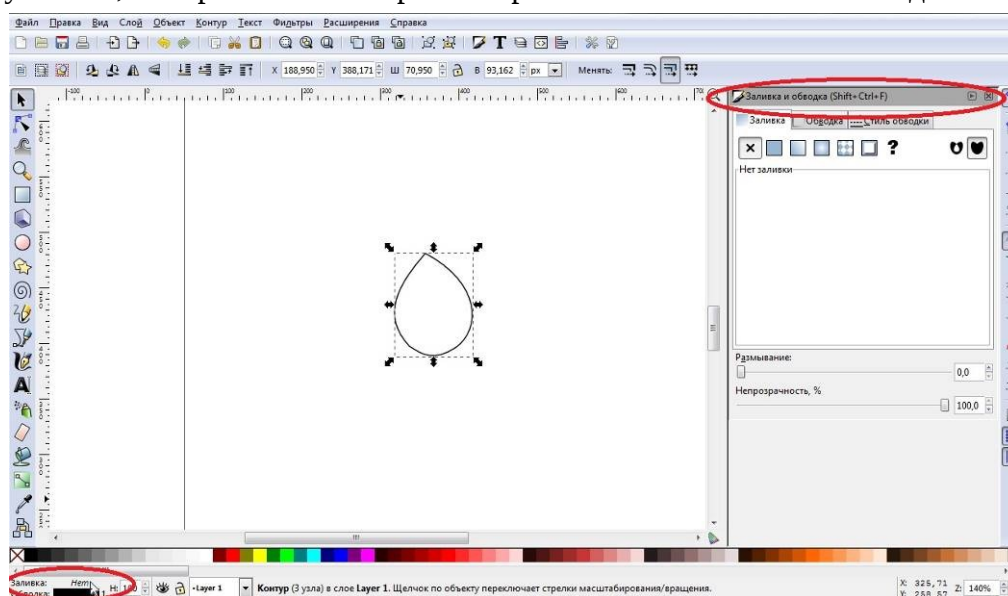 Файл Правка Вид Слой Объект Контур Текст Фильтры Расширения Справка
X 188,950 Y 388,171 Ш 70,950 В 93,162 px Менять:
Заливка и обводка (Shift+Ctrl+F)
Заливка Обводка Стиль обводки
Нет заливки
Размывание:
0,0
Непрозрачность, %
100,0
Заливка: Нет
Обводка: Н: 100 Layer 1 Контур (3 узла) в слое Layer 1. Щелчок по объекту переключает стрелки масштабирования/вращения.
X: 325,71
Y: 258,57
Z: 140%